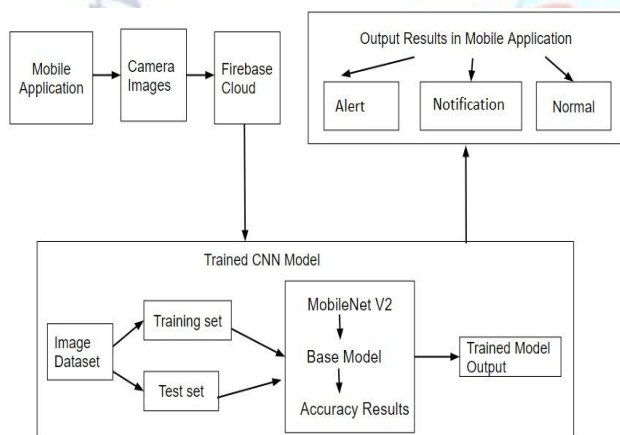 Mobile
Application
Camera
Images
Firebase
Cloud
Output Results in Mobile Application
Alert
Notification
Normal
Trained CNN Model
Image
Dataset
Training set
Test set
MobileNet V2
Base Model
Accuracy Results
Trained Model
Output